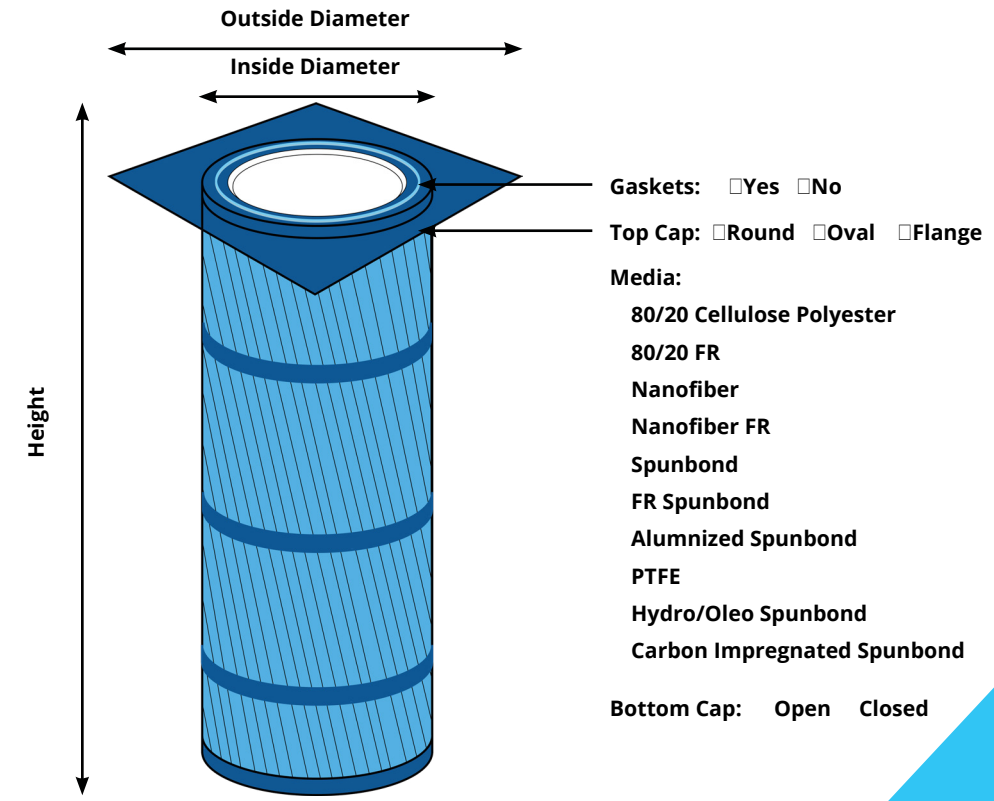 Outside Diameter
Inside Diameter
Height
Gaskets: □Yes □No
Top Cap: □Round □Oval □Flange
Media:
80/20 Cellulose Polyester
80/20 FR
Nanofiber
Nanofiber FR
Spunbond
FR Spunbond
Alumnized Spunbond
PTFE
Hydro/Oleo Spunbond
Carbon Impregnated Spunbond
Bottom Cap: Open Closed